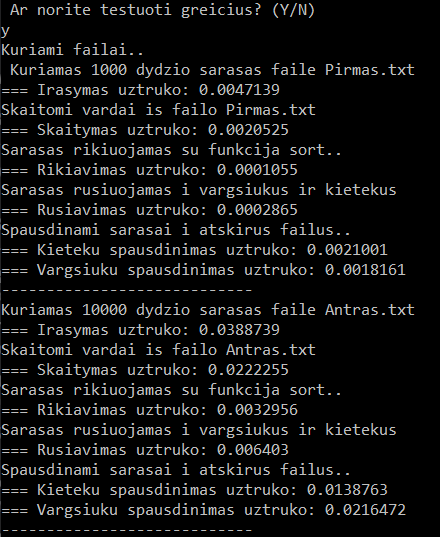 Ar norite testuoti greicius? (Y/N)
y
Kuriami failai..
Kuriamas 1000 dydzio sarasas faile Pirmas.txt
=== Irasymas uztruko: 0.0047139
Skaitomi vardai is failo Pirmas.txt
=== Skaitymas uztruko: 0.0020525
Sarasas rikiuojamas su funkcija sort..
=== Rikiavimas uztruko: 0.0001055
Sarasas rusiuojamas i vargsiukus ir kietekus
=== Rusiavimas uztruko: 0.0002865
Spausdinami sarasai i atskirus failus..
=== Kieteku spausdinimas uztruko: 0.0021001
=== Vargsiuku spausdinimas uztruko: 0.0018161
----------------------------
Kuriamas 10000 dydzio sarasas faile Antras.txt
=== Irasymas uztruko: 0.0388739
Skaitomi vardai is failo Antras.txt
=== Skaitymas uztruko: 0.0222255
Sarasas rikiuojamas su funkcija sort..
=== Rikiavimas uztruko: 0.0032956
Sarasas rusiuojamas i vargsiukus ir kietekus
=== Rusiavimas uztruko: 0.006403
Spausdinami sarasai i atskirus failus..
=== Kieteku spausdinimas uztruko: 0.0138763
=== Vargsiuku spausdinimas uztruko: 0.0216472
----------------------------